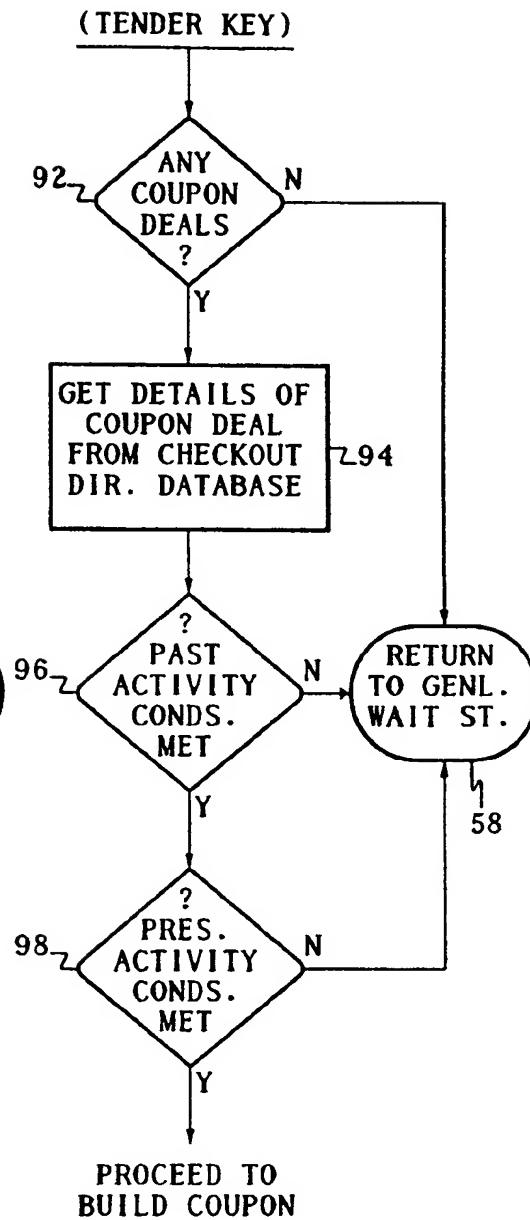 (TENDER KEY)
92
ANY
COUPON
DEALS
?
N
Y
GET DETAILS OF
COUPON DEAL
FROM CHECKOUT
DIR. DATABASE
94
96
?
PAST
ACTIVITY
CONDS.
MET
N
Y
RETURN
TO GENL.
WAIT ST.
58
98
?
PRES.
ACTIVITY
CONDS.
MET
N
Y
PROCEED TO
BUILD COUPON